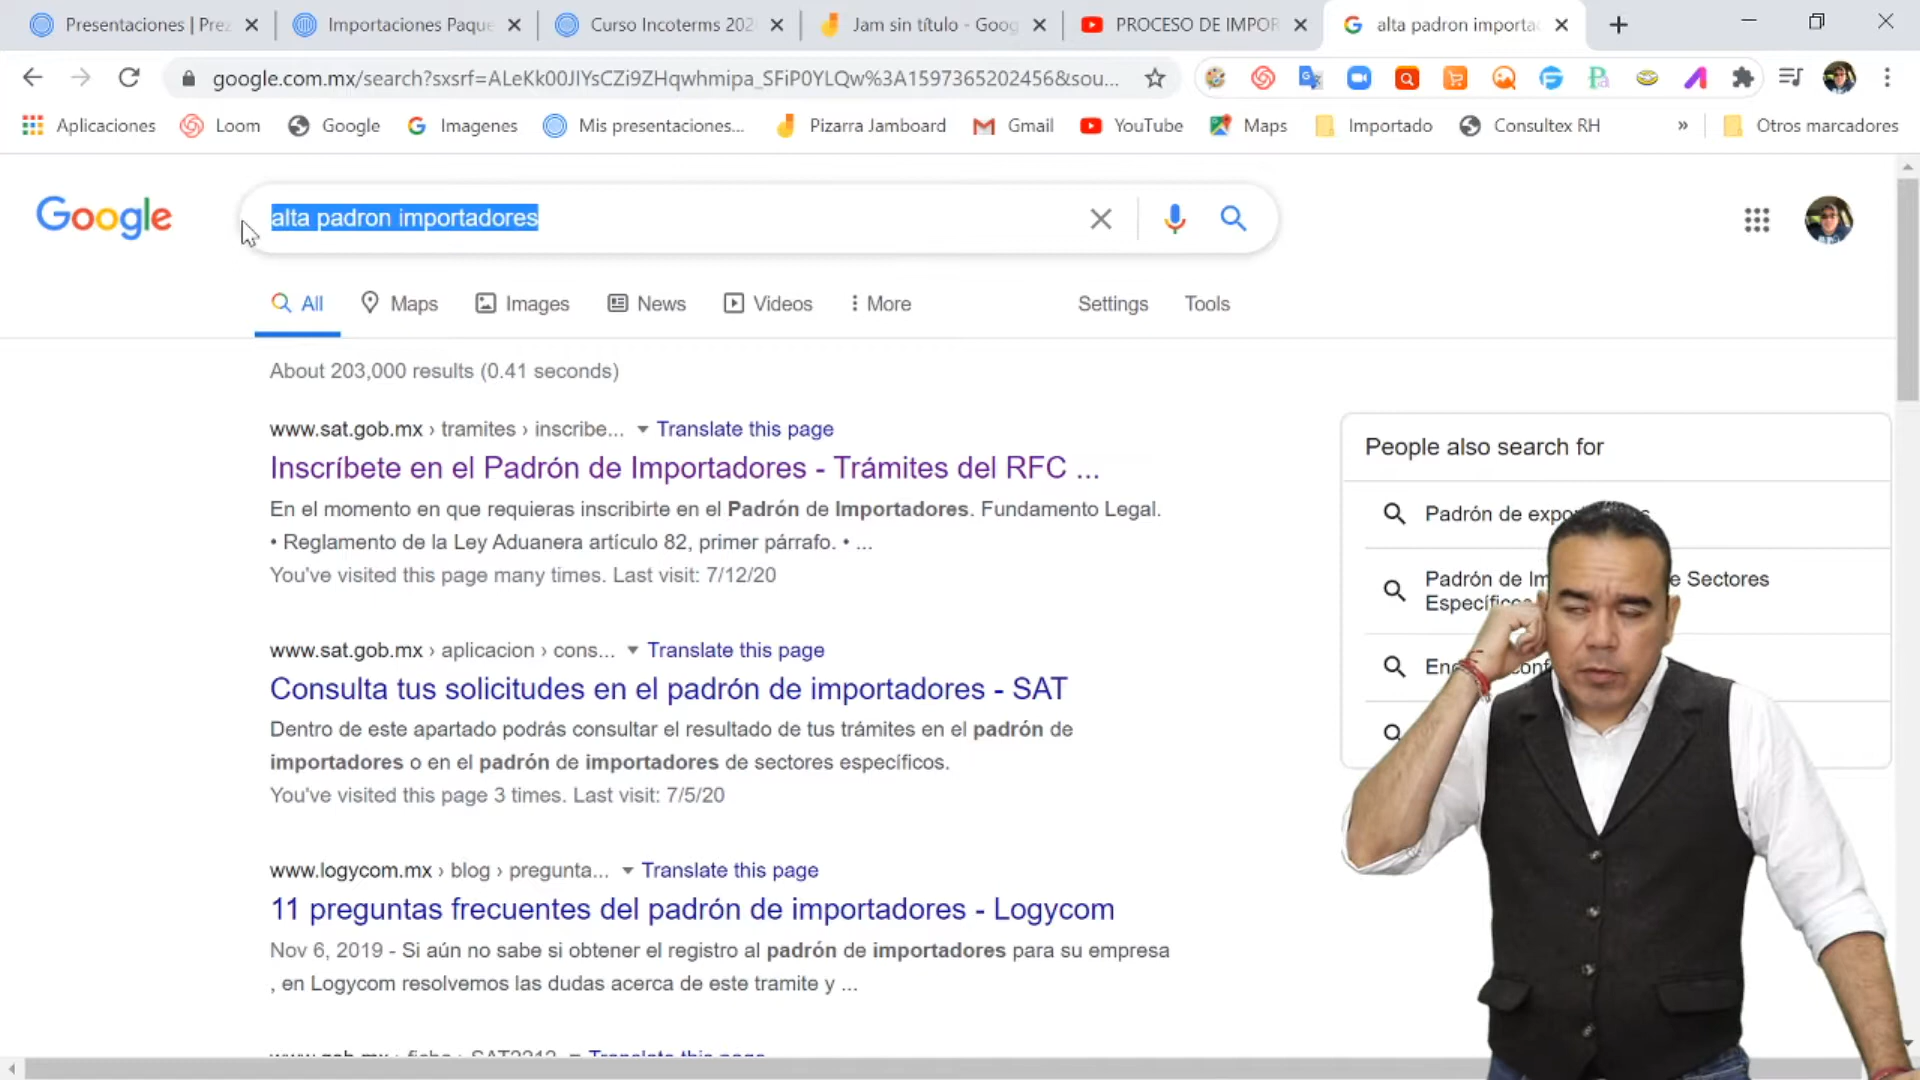 Presentaciones | Prez
Importaciones Paque
Curso Incoterms 202
Jam sin título - Goog
PROCESO DE IMPOR
alta padron importad
google.com.mx/search?sxsrf=ALeKk00JIYsCZi9ZHqwhmipa_SFiP0YLQw%3A1597365202456&sou...
Aplicaciones
Loom
Google
Imagenes
Mis presentaciones...
Pizarra Jamboard
Gmail
YouTube
Maps
Importado
Consultex RH
»
Otros marcadores
Google
alta padron importadores
All
Maps
Images
News
Videos
More
Settings
Tools
About 203,000 results (0.41 seconds)
www.sat.gob.mx › tramites › inscribe... Translate this page
Inscríbete en el Padrón de Importadores - Trámites del RFC ...
En el momento en que requieras inscribirte en el Padrón de Importadores. Fundamento Legal.
• Reglamento de la Ley Aduanera artículo 82, primer párrafo. • ...
You've visited this page many times. Last visit: 7/12/20
www.sat.gob.mx › aplicacion › cons... Translate this page
Consulta tus solicitudes en el padrón de importadores - SAT
Dentro de este apartado podrás consultar el resultado de tus trámites en el padrón de
importadores o en el padrón de importadores de sectores específicos.
You've visited this page 3 times. Last visit: 7/5/20
www.logycom.mx › blog › pregunta... Translate this page
11 preguntas frecuentes del padrón de importadores - Logycom
Nov 6, 2019 - Si aún no sabe si obtener el registro al padrón de importadores para su empresa
, en Logycom resolvemos las dudas acerca de este tramite y ...
Translate this page
People also search for
Padrón de
Padrón de
Sectores